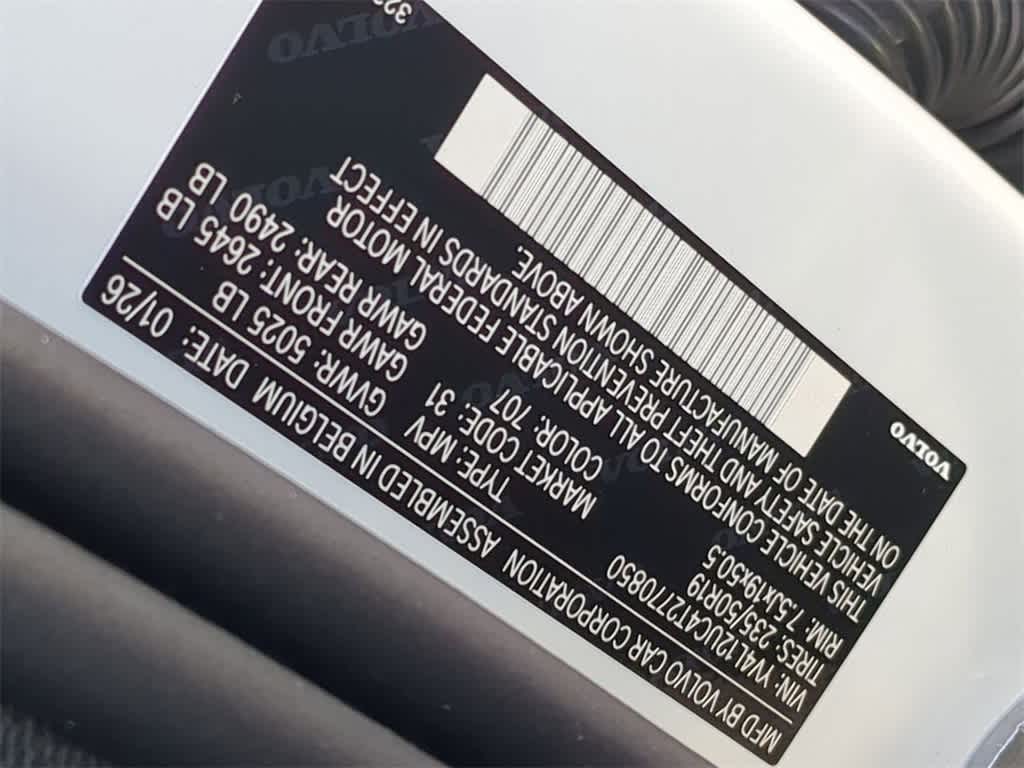 MFD BY VOLVO CAR CORPORATION ASSEMBLED IN BELGIUM DATE: 01/26
VIN: YV4L12UC4T2770850
GVWR: 5025 LB
TIRES: 235/50R19
TYPE: MPV
GAWR FRONT: 2645 LB
RIM: 7.5Jx19x50.5
MARKET CODE: 31
GAWR REAR: 2490 LB
COLOR: 707
THIS VEHICLE CONFORMS TO ALL APPLICABLE FEDERAL MOTOR
VEHICLE SAFETY AND THEFT PREVENTION STANDARDS IN EFFECT
ON THE DATE OF MANUFACTURE SHOWN ABOVE.
VOLVO